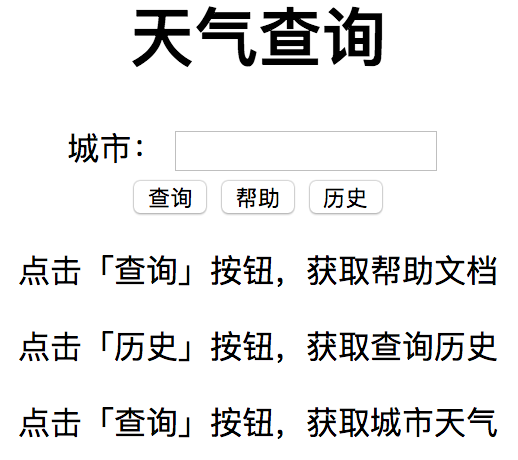 天气查询
城市：
查询 帮助 历史
点击「查询」按钮，获取帮助文档
点击「历史」按钮，获取查询历史
点击「查询」按钮，获取城市天气